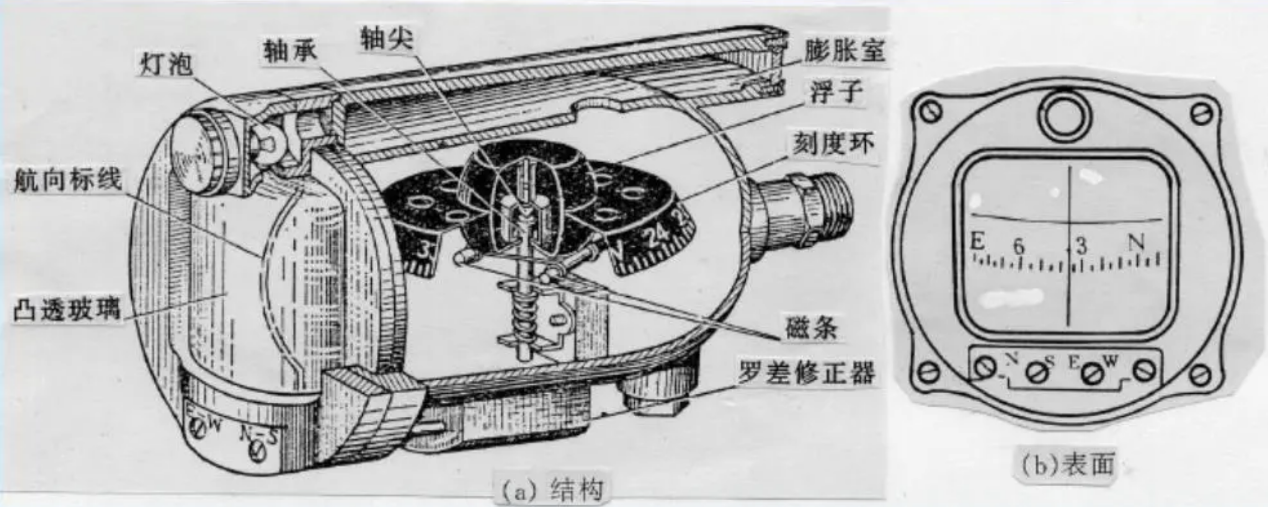 灯泡
轴承
轴尖
膨胀室
浮子
刻度环
航向标线
凸透玻璃
磁条
罗差修正器
3
N 24 2
E-W
N-S
(a) 结构
E 6 3 N
N S E W
(b)表面